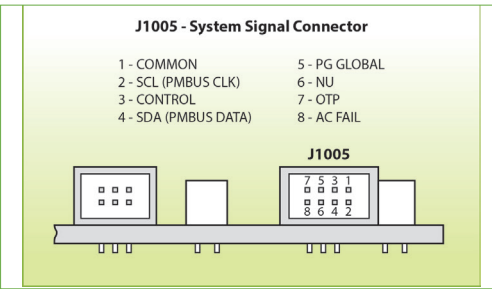 J1005 - System Signal Connector
1 - COMMON
2 - SCL (PMBUS CLK)
3 - CONTROL
4 - SDA (PMBUS DATA)
5 - PG GLOBAL
6 - NU
7 - OTP
8 - AC FAIL
J1005
7 5 3 1
8 6 4 2